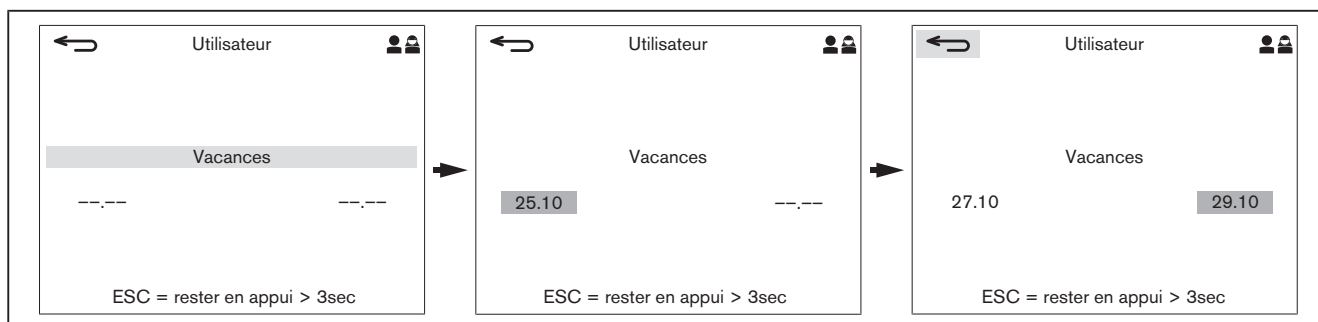 Utilisateur
Vacances
--.-- --.--
ESC = rester en appui > 3sec
Utilisateur
Vacances
25.10 --.--
ESC = rester en appui > 3sec
Utilisateur
Vacances
27.10 29.10
ESC = rester en appui > 3sec